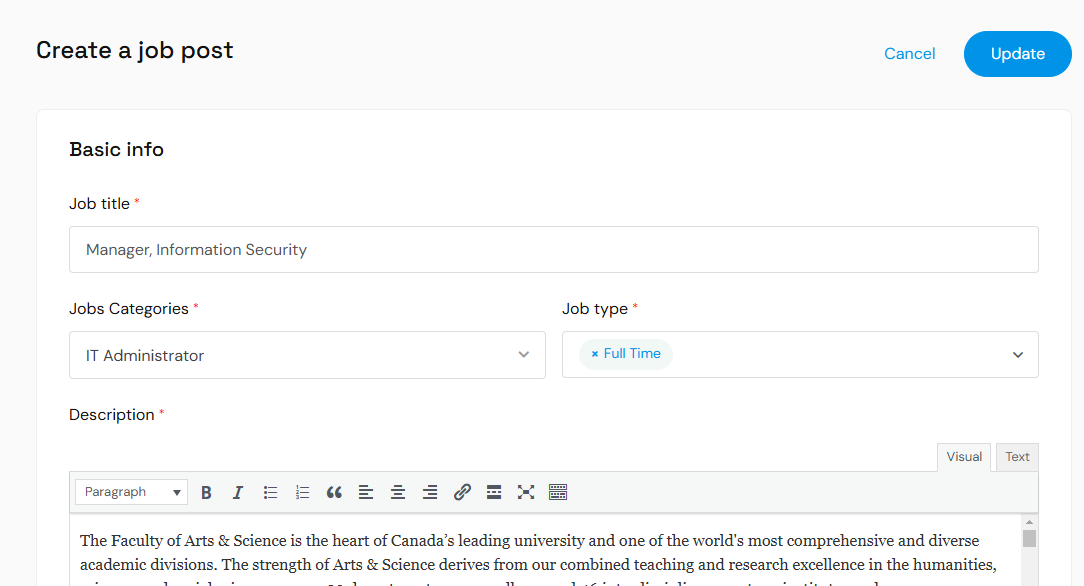 Create a job post
Cancel
Update
Basic info
Job title *
Manager, Information Security
Jobs Categories *
Job type *
IT Administrator
× Full Time
Description *
Visual
Text
Paragraph
The Faculty of Arts & Science is the heart of Canada’s leading university and one of the world's most comprehensive and diverse
academic divisions. The strength of Arts & Science derives from our combined teaching and research excellence in the humanities,